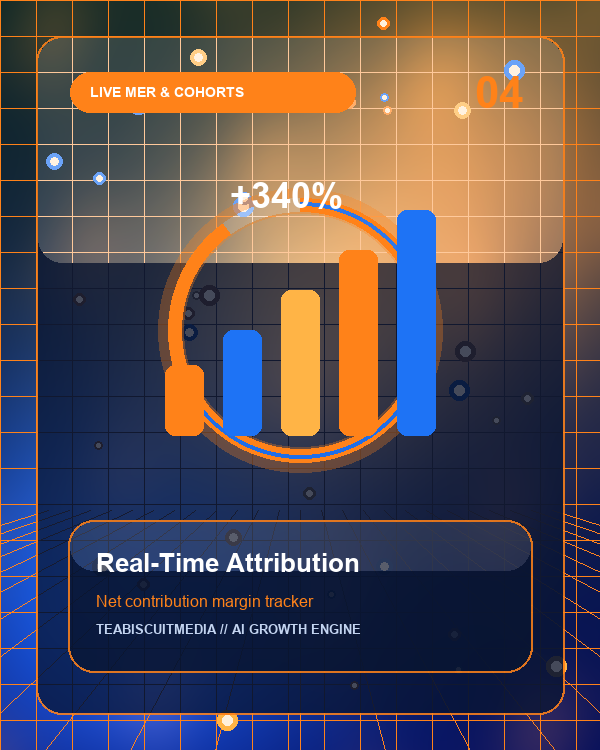 LIVE MER & COHORTS
04
+340%
Real-Time Attribution
Net contribution margin tracker
TEABISCUITMEDIA // AI GROWTH ENGINE